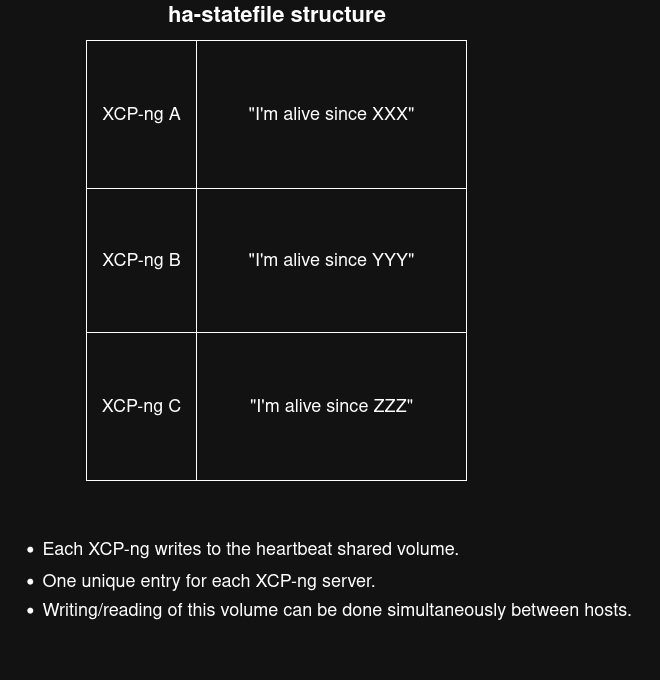 ha-statefile structure
XCP-ng A
"I'm alive since XXX"
XCP-ng B
"I'm alive since YYY"
XCP-ng C
"I'm alive since ZZZ"
• Each XCP-ng writes to the heartbeat shared volume.
• One unique entry for each XCP-ng server.
• Writing/reading of this volume can be done simultaneously between hosts.